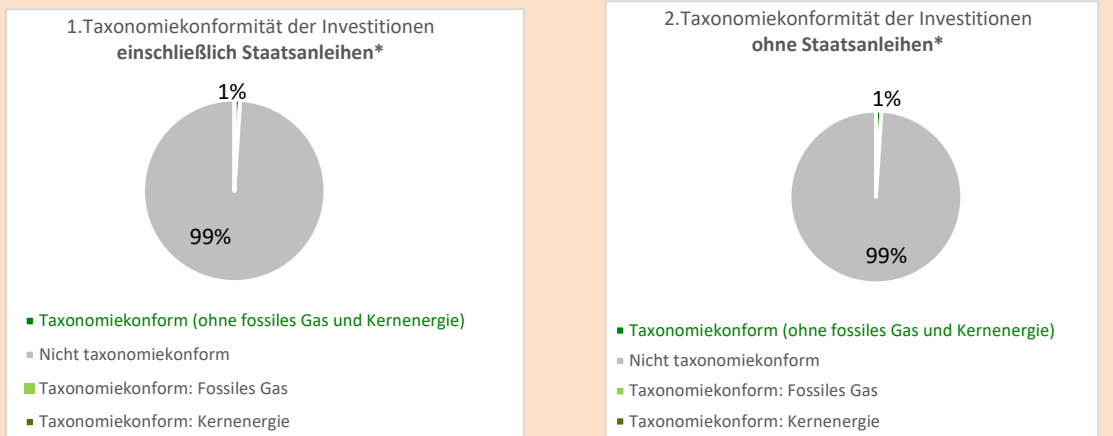 1.Taxonomiekonformität der Investitionen
einschließlich Staatsanleihen*
1%
99%
Taxonomiekonform (ohne fossiles Gas und Kernenergie)
Nicht taxonomiekonform
Taxonomiekonform: Fossiles Gas
Taxonomiekonform: Kernenergie
2.Taxonomiekonformität der Investitionen
ohne Staatsanleihen*
1%
99%
Taxonomiekonform (ohne fossiles Gas und Kernenergie)
Nicht taxonomiekonform
Taxonomiekonform: Fossiles Gas
Taxonomiekonform: Kernenergie